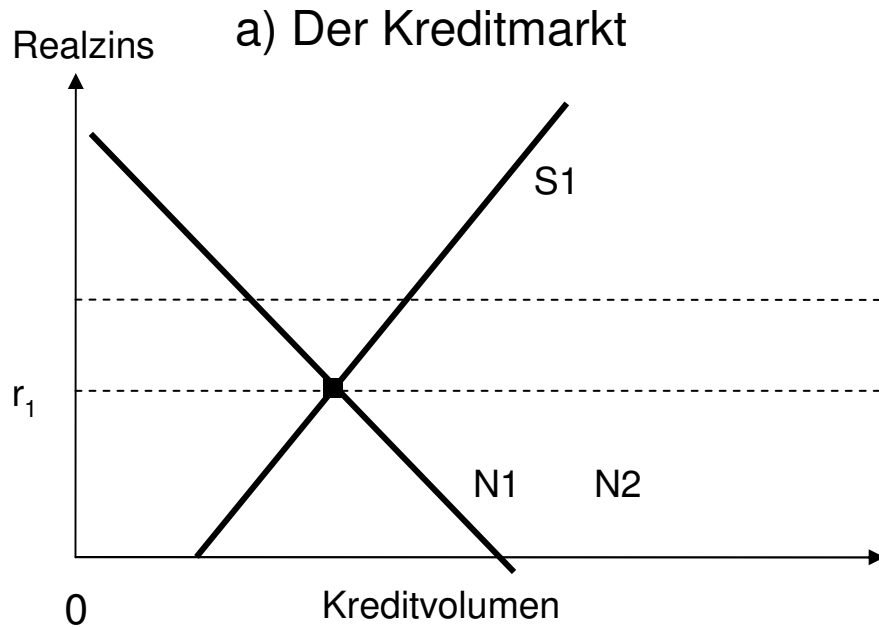 a) Der Kreditmarkt
Realzins
S1
r1
N1 N2
0 Kreditvolumen